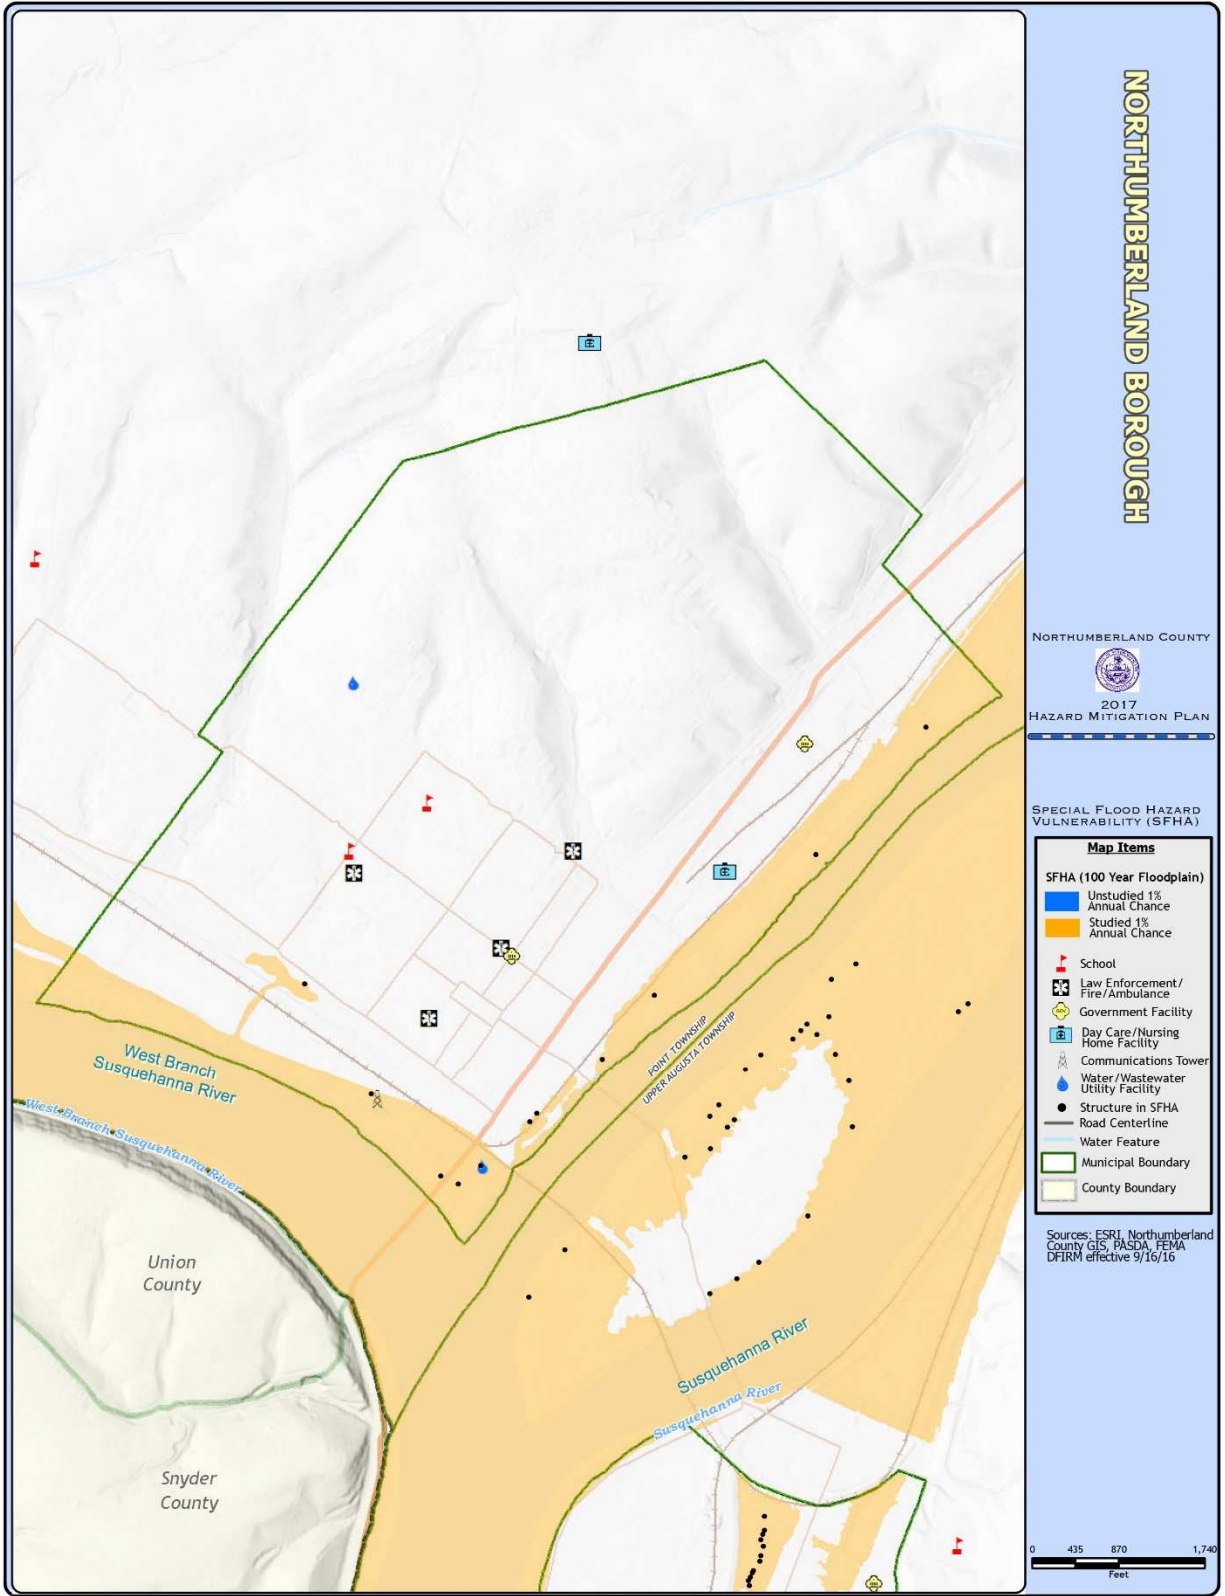 NORTHUMBERLAND BOROUGH
NORTHUMBERLAND COUNTY
2017
HAZARD MITIGATION PLAN
SPECIAL FLOOD HAZARD
VULNERABILITY (SFHA)
Map Items
SFHA (100 Year Floodplain)
Unstudied 1%
Annual Chance
Studied 1%
Annual Chance
School
Law Enforcement/
Fire/Ambulance
Government Facility
Day Care/Nursing
Home Facility
Communications Tower
Water/Wastewater
Utility Facility
Structure in SFHA
Road Centerline
Water Feature
Municipal Boundary
County Boundary
Sources: ESRI, Northumberland
County GIS, PASDA, FEMA
DFIRM effective 9/16/16
0 435 870 1,740
Feet
POINT TOWNSHIP
UPPER AUGUSTA TOWNSHIP
West Branch
Susquehanna River
West Branch Susquehanna River
Union
County
Susquehanna River
Susquehanna River
Snyder
County